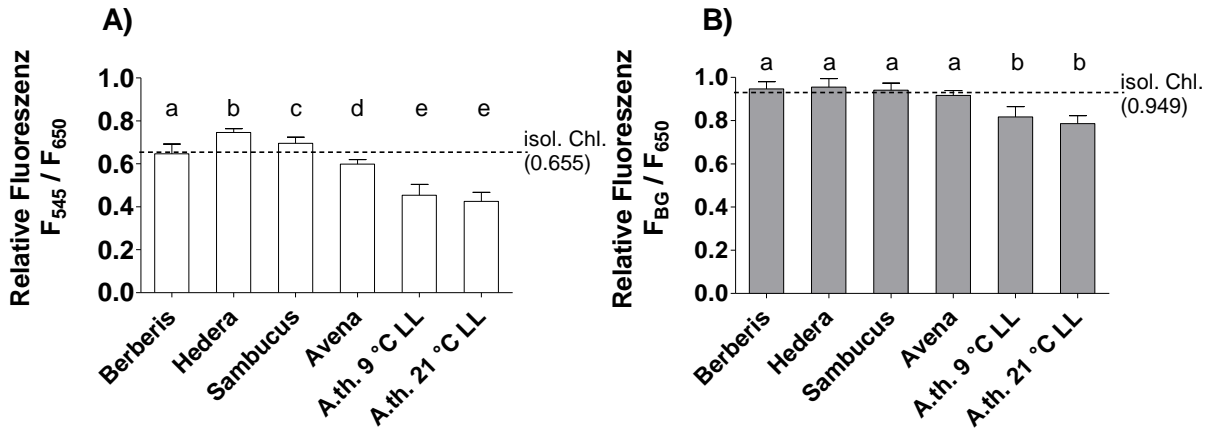 A)
Relative Fluoreszenz
F545 / F650
1.0
0.8
0.6
0.4
0.2
0.0
a b c d e e
isol. Chl.
(0.655)
Berberis
Hedera
Sambucus
Avena
A.th. 9 °C LL
A.th. 21 °C LL
B)
Relative Fluoreszenz
FBG / F650
1.0
0.8
0.6
0.4
0.2
0.0
a a a a b b
isol. Chl.
(0.949)
Berberis
Hedera
Sambucus
Avena
A.th. 9 °C LL
A.th. 21 °C LL